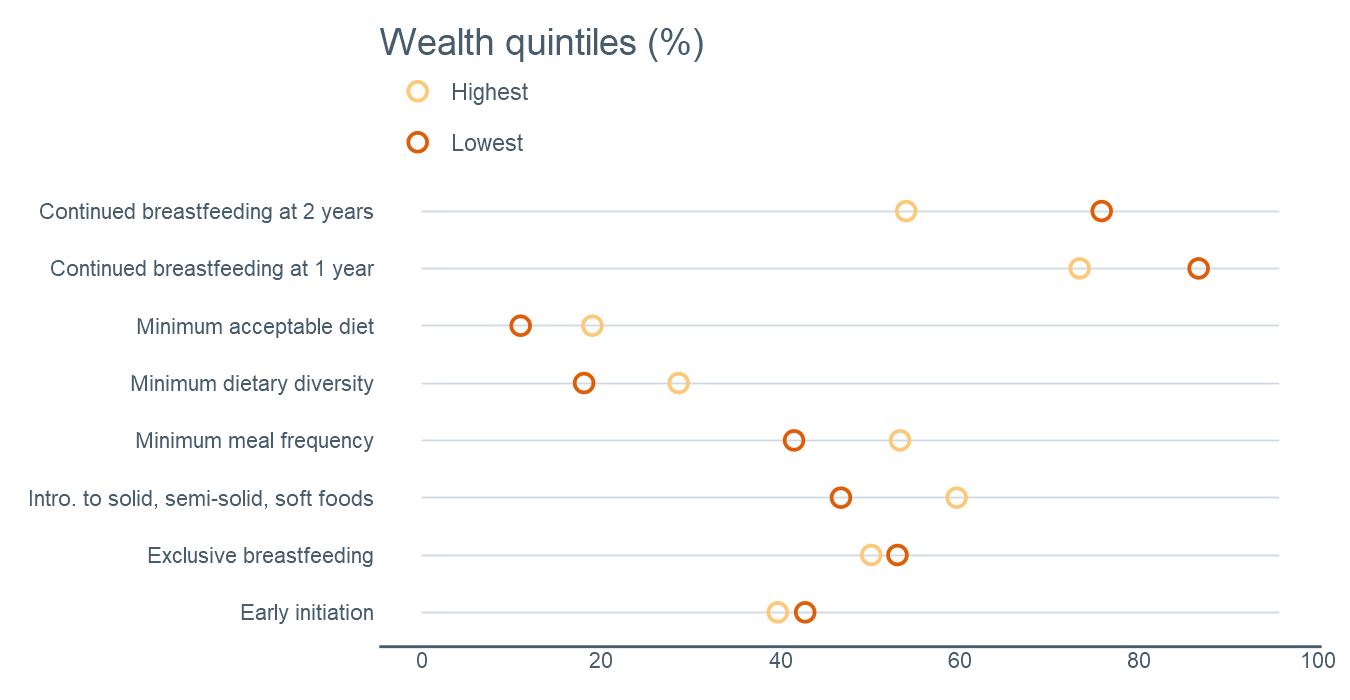 Wealth quintiles (%)
Highest
Lowest
Continued breastfeeding at 2 years
Continued breastfeeding at 1 year
Minimum acceptable diet
Minimum dietary diversity
Minimum meal frequency
Intro. to solid, semi-solid, soft foods
Exclusive breastfeeding
Early initiation
0 20 40 60 80 100